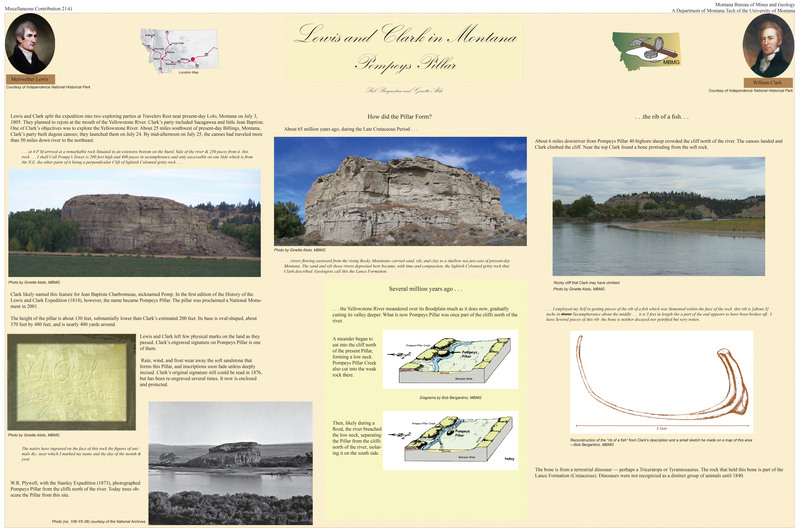 Miscellaneous Contribution 21-G
Montana Bureau of Mines and Geology
A Department of Montana Tech of the University of Montana
Lewis and Clark in Montana
Pompeys Pillar
Bob Bergantino and Ginette Abdo
Meriwether Lewis
Courtesy of Independence National Historical Park
Location Map
MBMG
William Clark
Courtesy of Independence National Historical Park
Lewis and Clark split the expedition into two exploring parties at Travelers Rest near present-day Lolo, Montana on July 3,
1805. They planned to rejoin at the mouth of the Yellowstone River. Clark's party included Sacagawea and little Jean Baptiste.
One of Clark's objectives was to explore the Yellowstone River. About 25 miles southwest of present-day Billings, Montana,
Clark's party built dugout canoes; they launched them on July 24. By mid-afternoon on July 25, the canoes had traveled more
than 50 miles down river to the northeast:
. . . at 4 P M arrived at a remarkable rock Situated in an extensive bottom on the Stard. Side of the river & 250 paces from it. this
rock . . . I shall Call Pompy's Tower is 200 feet high and 400 paces in secumphrance and only axcessable on one Side which is from
the N.E. the other parts of it being a perpendicular Clift of lightish Coloured gritty rock . . .
Photo by Ginette Abdo, MBMG
Clark likely named this feature for Jean Baptiste Charbonneau, nicknamed Pomp. In the first edition of the History of the
Lewis and Clark Expedition (1814), however, the name became Pompeys Pillar. The pillar was proclaimed a National Monu-
ment in 2001.
The height of the pillar is about 130 feet, substantially lower than Clark's estimated 200 feet. Its base is oval-shaped, about
370 feet by 480 feet, and is nearly 400 yards around.
Lewis and Clark left few physical marks on the land as they
passed. Clark's engraved signature on Pompeys Pillar is one
of them.
Rain, wind, and frost wear away the soft sandstone that
forms this Pillar; and inscriptions soon fade unless deeply
incised. Clark's original signature still could be read in 1876,
but has been re-engraved several times. It now is enclosed
and protected.
Photo by Ginette Abdo, MBMG
The nativs have ingraved on the face of this rock the figures of ani-
mals &c. near which I marked my name and the day of the month &
year
W.R. Plywell, with the Stanley Expedition (1873), photographed
Pompeys Pillar from the cliffs north of the river. Today trees ob-
scure the Pillar from this site.
Photo (no. 106-YX-36) courtesy of the National Archives
How did the Pillar Form?
About 65 million years ago, during the Late Cretaceous Period . . .
Photo by Ginette Abdo, MBMG
. . . rivers flowing eastward from the rising Rocky Mountains carried sand, silt, and clay to a shallow sea just east of present-day
Montana. The sand and silt those rivers deposited here became, with time and compaction, the lightish-Coloured gritty rock that
Clark described. Geologists call this the Lance Formation.
Several million years ago . . .
. . . the Yellowstone River meandered over its floodplain much as it does now, gradually
cutting its valley deeper. What is now Pompeys Pillar was once part of the cliffs north of the
river.
A meander began to
eat into the cliff north
of the present Pillar,
forming a low neck.
Pompeys Pillar Creek
also cut into the weak
rock there.
Pompeys Pillar Creek
Pompeys
Pillar
Diagrams by Bob Bergantino, MBMG
Then, likely during a
flood, the river breached
the low neck, separating
the Pillar from the cliffs
north of the river, isolat-
ing it on the south side.
Pompeys Pillar Creek
Pompeys
Pillar
Valley
. . .the rib of a fish. . .
About 6 miles downriver from Pompeys Pillar 40 bighorn sheep crowded the cliff north of the river. The canoes landed and
Clark climbed the cliff. Near the top Clark found a bone protruding from the soft rock.
Rocky cliff that Clark may have climbed.
Photo by Ginette Abdo, MBMG
. . . I employed my Self in getting pieces of the rib of a fish which was Semented within the face of the rock this rib is [about 3]
inchs in Secumpherance about the middle. . . it is 3 feet in length tho a part of the end appears to have been broken off. I
have Several pieces of this rib the bone is neither decayed nor petrified but very rotten.
3 feet
Reconstruction of the "rib of a fish" from Clark's description and a small sketch he made on a map of this area
—Bob Bergantino, MBMG
The bone is from a terrestrial dinosaur — perhaps a Triceratops or Tyrannosaurus. The rock that held this bone is part of the
Lance Formation (Cretaceous). Dinosaurs were not recognized as a distinct group of animals until 1840.